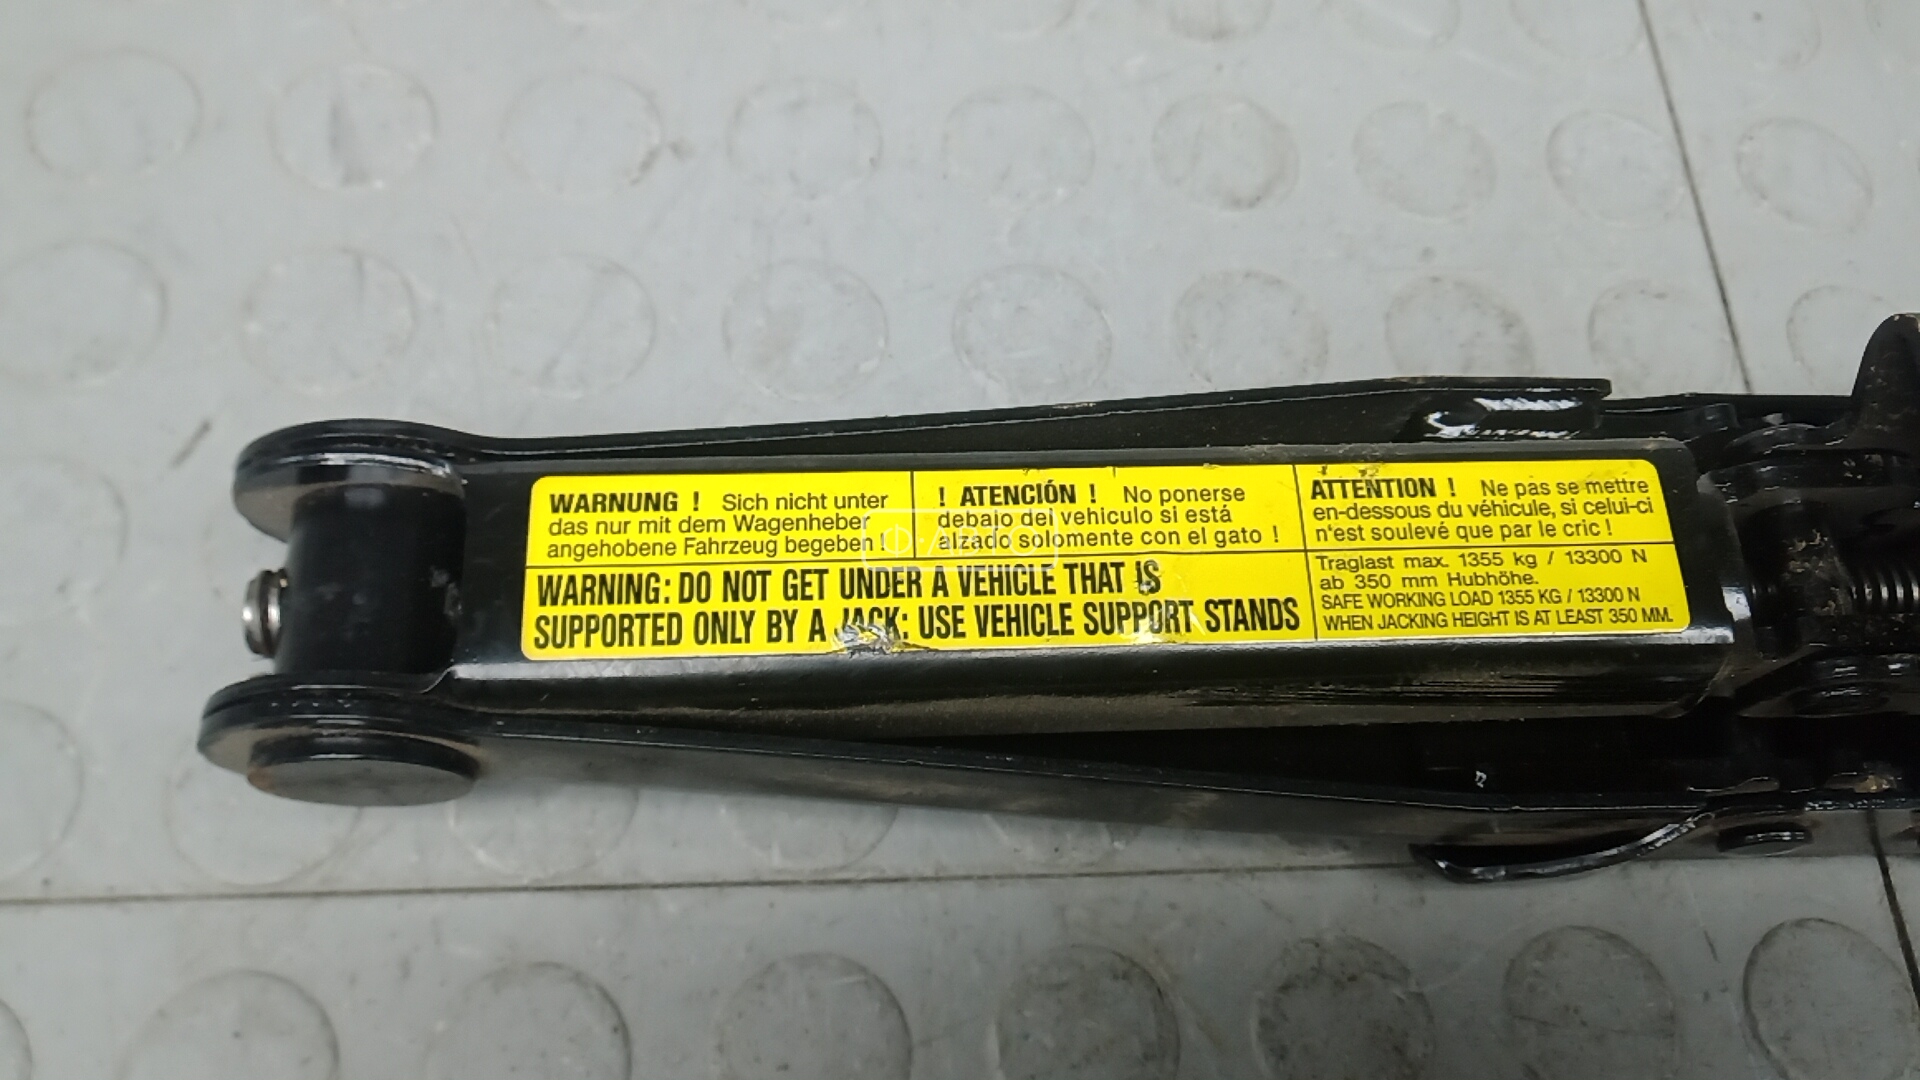 WARNUNG ! Sich nicht unter
das nur mit dem Wagenheber
angehobene Fahrzeug begeben !
! ATENCIÓN ! No ponerse
debajo del vehiculo si está
alzado solomente con el gato !
ATTENTION ! Ne pas se mettre
en-dessous du véhicule, si celui-ci
n'est soulevé que par le cric !
WARNING: DO NOT GET UNDER A VEHICLE THAT IS
SUPPORTED ONLY BY A JACK: USE VEHICLE SUPPORT STANDS
Traglast max. 1355 kg / 13300 N
ab 350 mm Hubhöhe.
SAFE WORKING LOAD 1355 KG / 13300 N
WHEN JACKING HEIGHT IS AT LEAST 350 MM.
Ф·АВТО